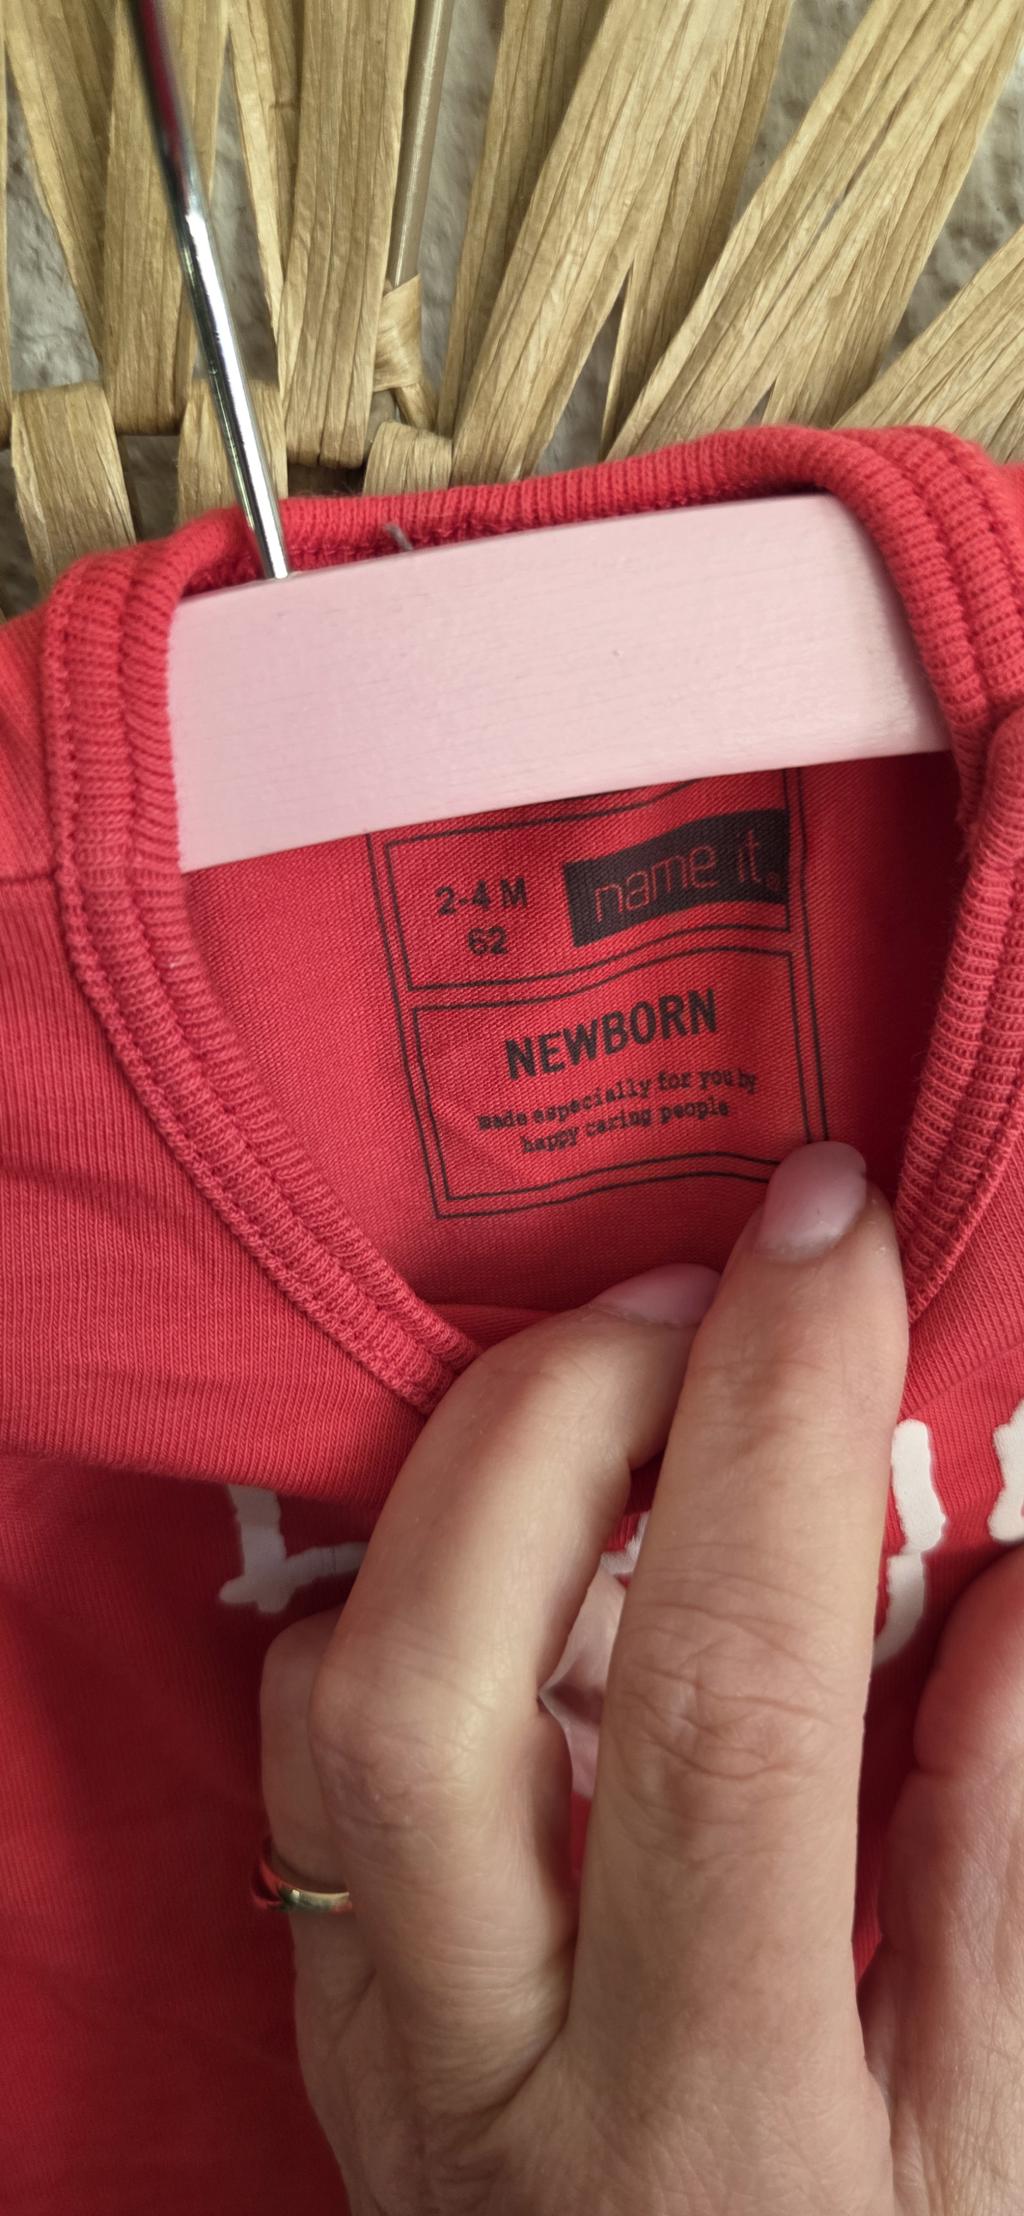 2-4 M
62
name it.
NEWBORN
made especially for you by
happy caring people